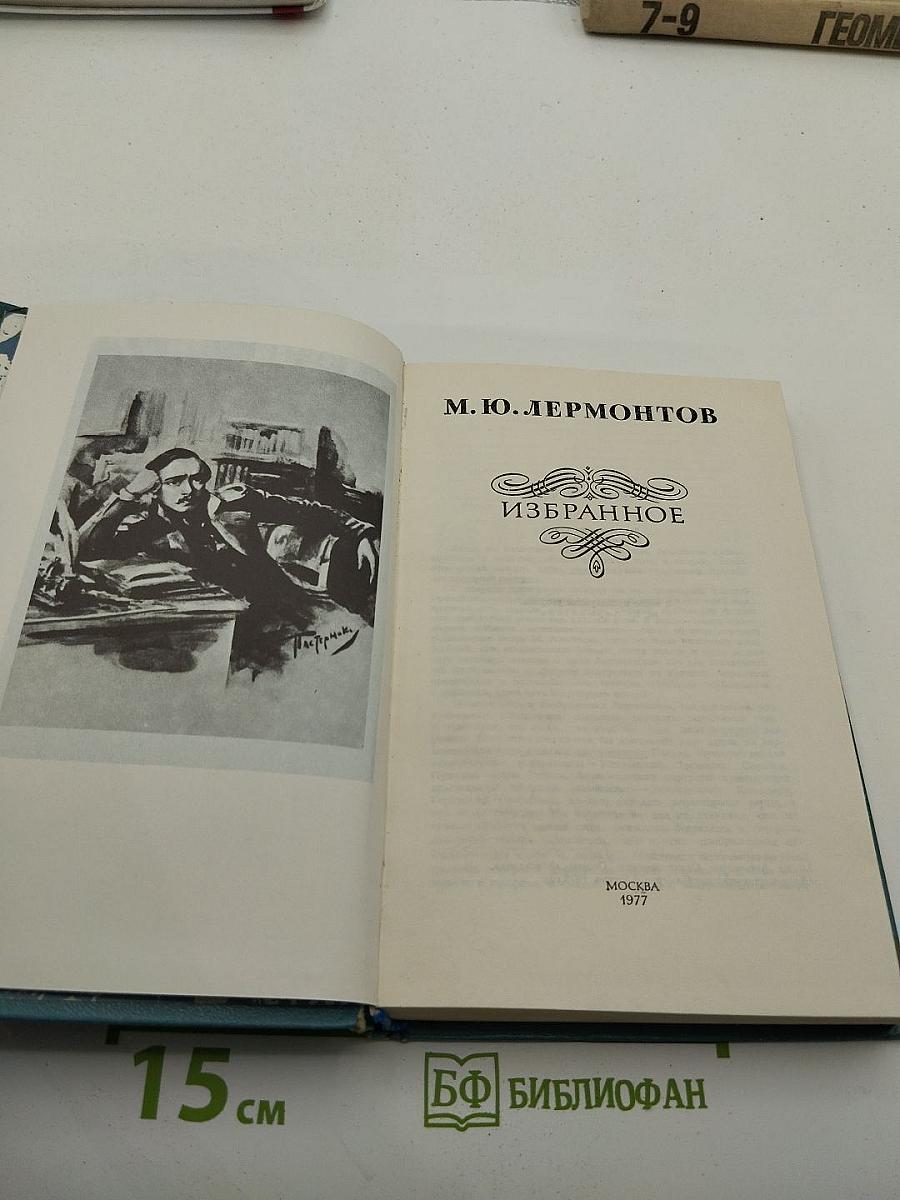 7-9
ГЕОМ
Пастернак
М. Ю. ЛЕРМОНТОВ
ИЗБРАННОЕ
МОСКВА
1977
15 см
БФ БИБЛИОФАН